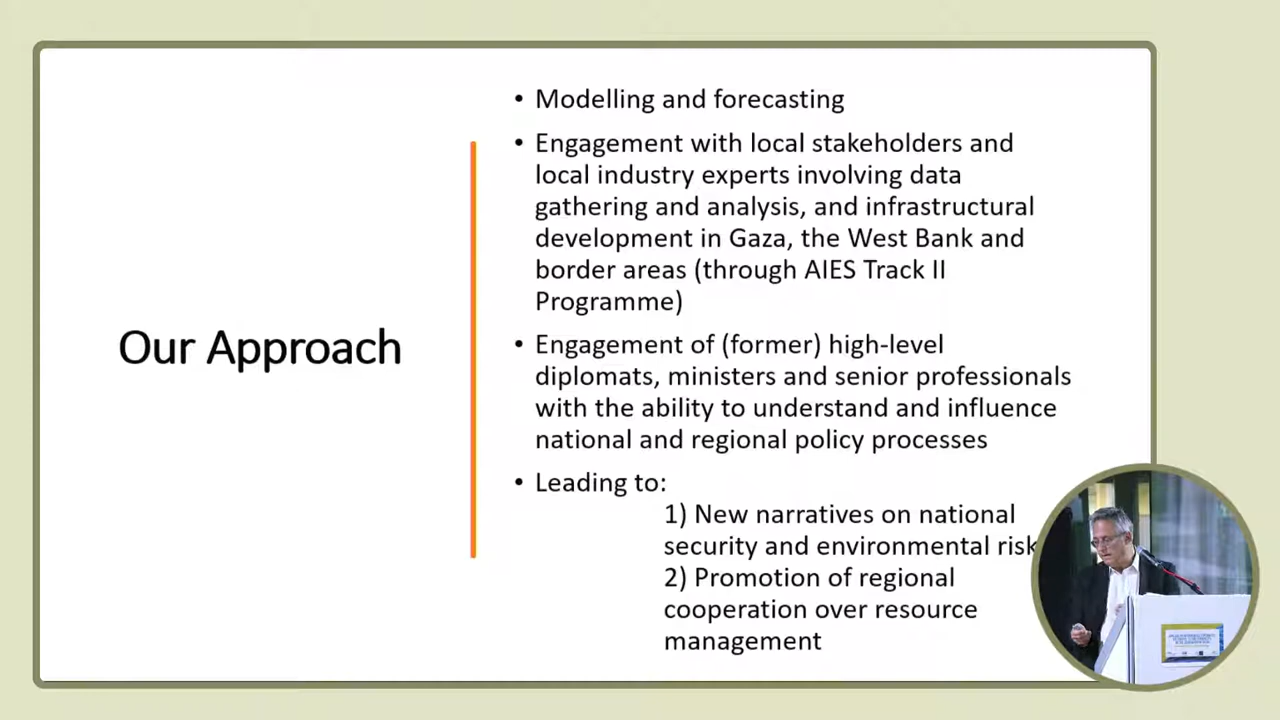 Our Approach
• Modelling and forecasting
• Engagement with local stakeholders and
local industry experts involving data
gathering and analysis, and infrastructural
development in Gaza, the West Bank and
border areas (through AIES Track II
Programme)
• Engagement of (former) high-level
diplomats, ministers and senior professionals
with the ability to understand and influence
national and regional policy processes
• Leading to:
1) New narratives on national
security and environmental risk
2) Promotion of regional
cooperation over resource
management